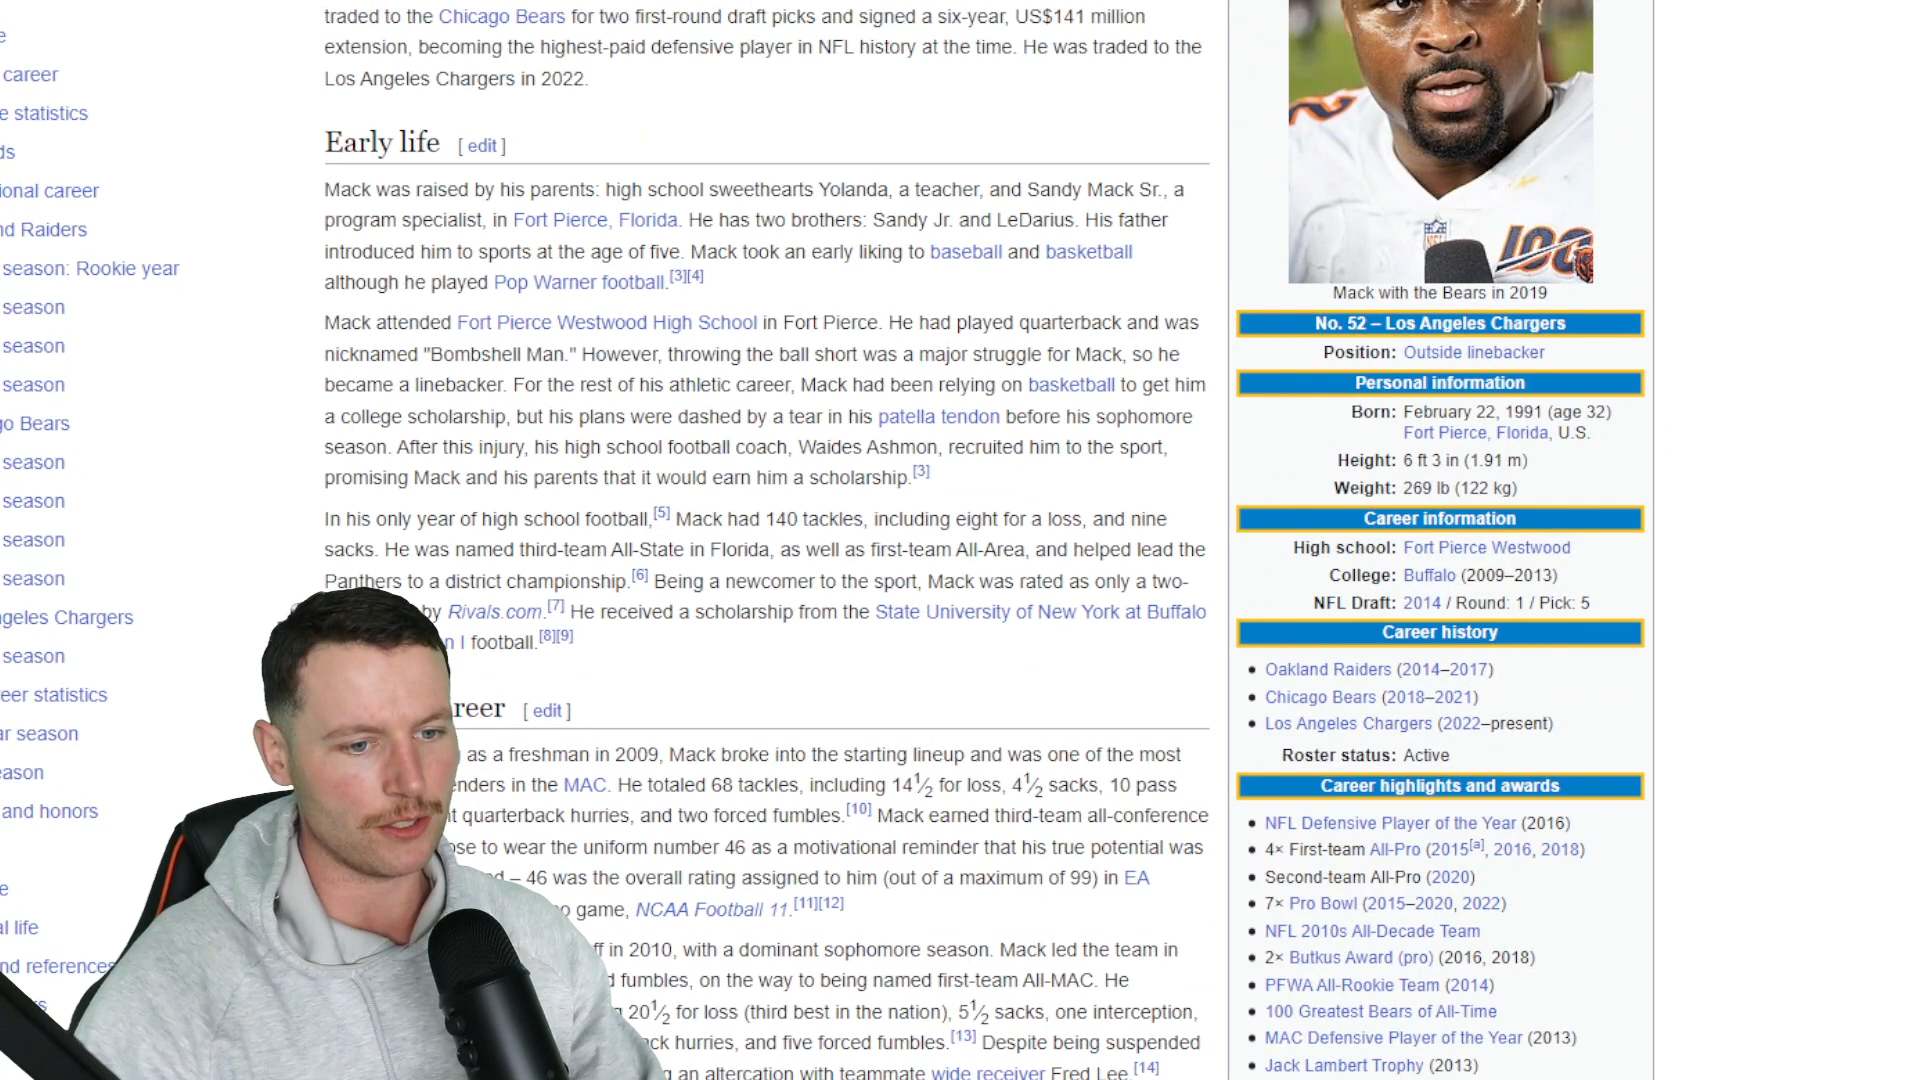 traded to the Chicago Bears for two first-round draft picks and signed a six-year, US$141 million
extension, becoming the highest-paid defensive player in NFL history at the time. He was traded to the
Los Angeles Chargers in 2022.
Early life [ edit ]
Mack was raised by his parents: high school sweethearts Yolanda, a teacher, and Sandy Mack Sr., a
program specialist, in Fort Pierce, Florida. He has two brothers: Sandy Jr. and LeDarius. His father
introduced him to sports at the age of five. Mack took an early liking to baseball and basketball
although he played Pop Warner football.[3][4]
Mack attended Fort Pierce Westwood High School in Fort Pierce. He had played quarterback and was
nicknamed "Bombshell Man." However, throwing the ball short was a major struggle for Mack, so he
became a linebacker. For the rest of his athletic career, Mack had been relying on basketball to get him
a college scholarship, but his plans were dashed by a tear in his patella tendon before his sophomore
season. After this injury, his high school football coach, Waides Ashmon, recruited him to the sport,
promising Mack and his parents that it would earn him a scholarship.[3]
In his only year of high school football,[5] Mack had 140 tackles, including eight for a loss, and nine
sacks. He was named third-team All-State in Florida, as well as first-team All-Area, and helped lead the
Panthers to a district championship.[6] Being a newcomer to the sport, Mack was rated as only a two-
by Rivals.com.[7] He received a scholarship from the State University of New York at Buffalo
n I football.[8][9]
reer [ edit ]
as a freshman in 2009, Mack broke into the starting lineup and was one of the most
enders in the MAC. He totaled 68 tackles, including 14½ for loss, 4½ sacks, 10 pass
t quarterback hurries, and two forced fumbles.[10] Mack earned third-team all-conference
ose to wear the uniform number 46 as a motivational reminder that his true potential was
d – 46 was the overall rating assigned to him (out of a maximum of 99) in EA
o game, NCAA Football 11.[11][12]
ff in 2010, with a dominant sophomore season. Mack led the team in
d fumbles, on the way to being named first-team All-MAC. He
20½ for loss (third best in the nation), 5½ sacks, one interception,
ck hurries, and five forced fumbles.[13] Despite being suspended
g an altercation with teammate wide receiver Fred Lee.[14]
e
career
e statistics
ds
ional career
nd Raiders
season: Rookie year
season
season
season
go Bears
season
season
season
season
ngeles Chargers
season
eer statistics
ar season
eason
and honors
e
al life
nd references
s
NFL
100
Mack with the Bears in 2019
No. 52 – Los Angeles Chargers
Position: Outside linebacker
Personal information
Born: February 22, 1991 (age 32)
Fort Pierce, Florida, U.S.
Height: 6 ft 3 in (1.91 m)
Weight: 269 lb (122 kg)
Career information
High school: Fort Pierce Westwood
College: Buffalo (2009–2013)
NFL Draft: 2014 / Round: 1 / Pick: 5
Career history
• Oakland Raiders (2014–2017)
• Chicago Bears (2018–2021)
• Los Angeles Chargers (2022–present)
Roster status: Active
Career highlights and awards
• NFL Defensive Player of the Year (2016)
• 4× First-team All-Pro (2015[a], 2016, 2018)
• Second-team All-Pro (2020)
• 7× Pro Bowl (2015–2020, 2022)
• NFL 2010s All-Decade Team
• 2× Butkus Award (pro) (2016, 2018)
• PFWA All-Rookie Team (2014)
• 100 Greatest Bears of All-Time
• MAC Defensive Player of the Year (2013)
• Jack Lambert Trophy (2013)